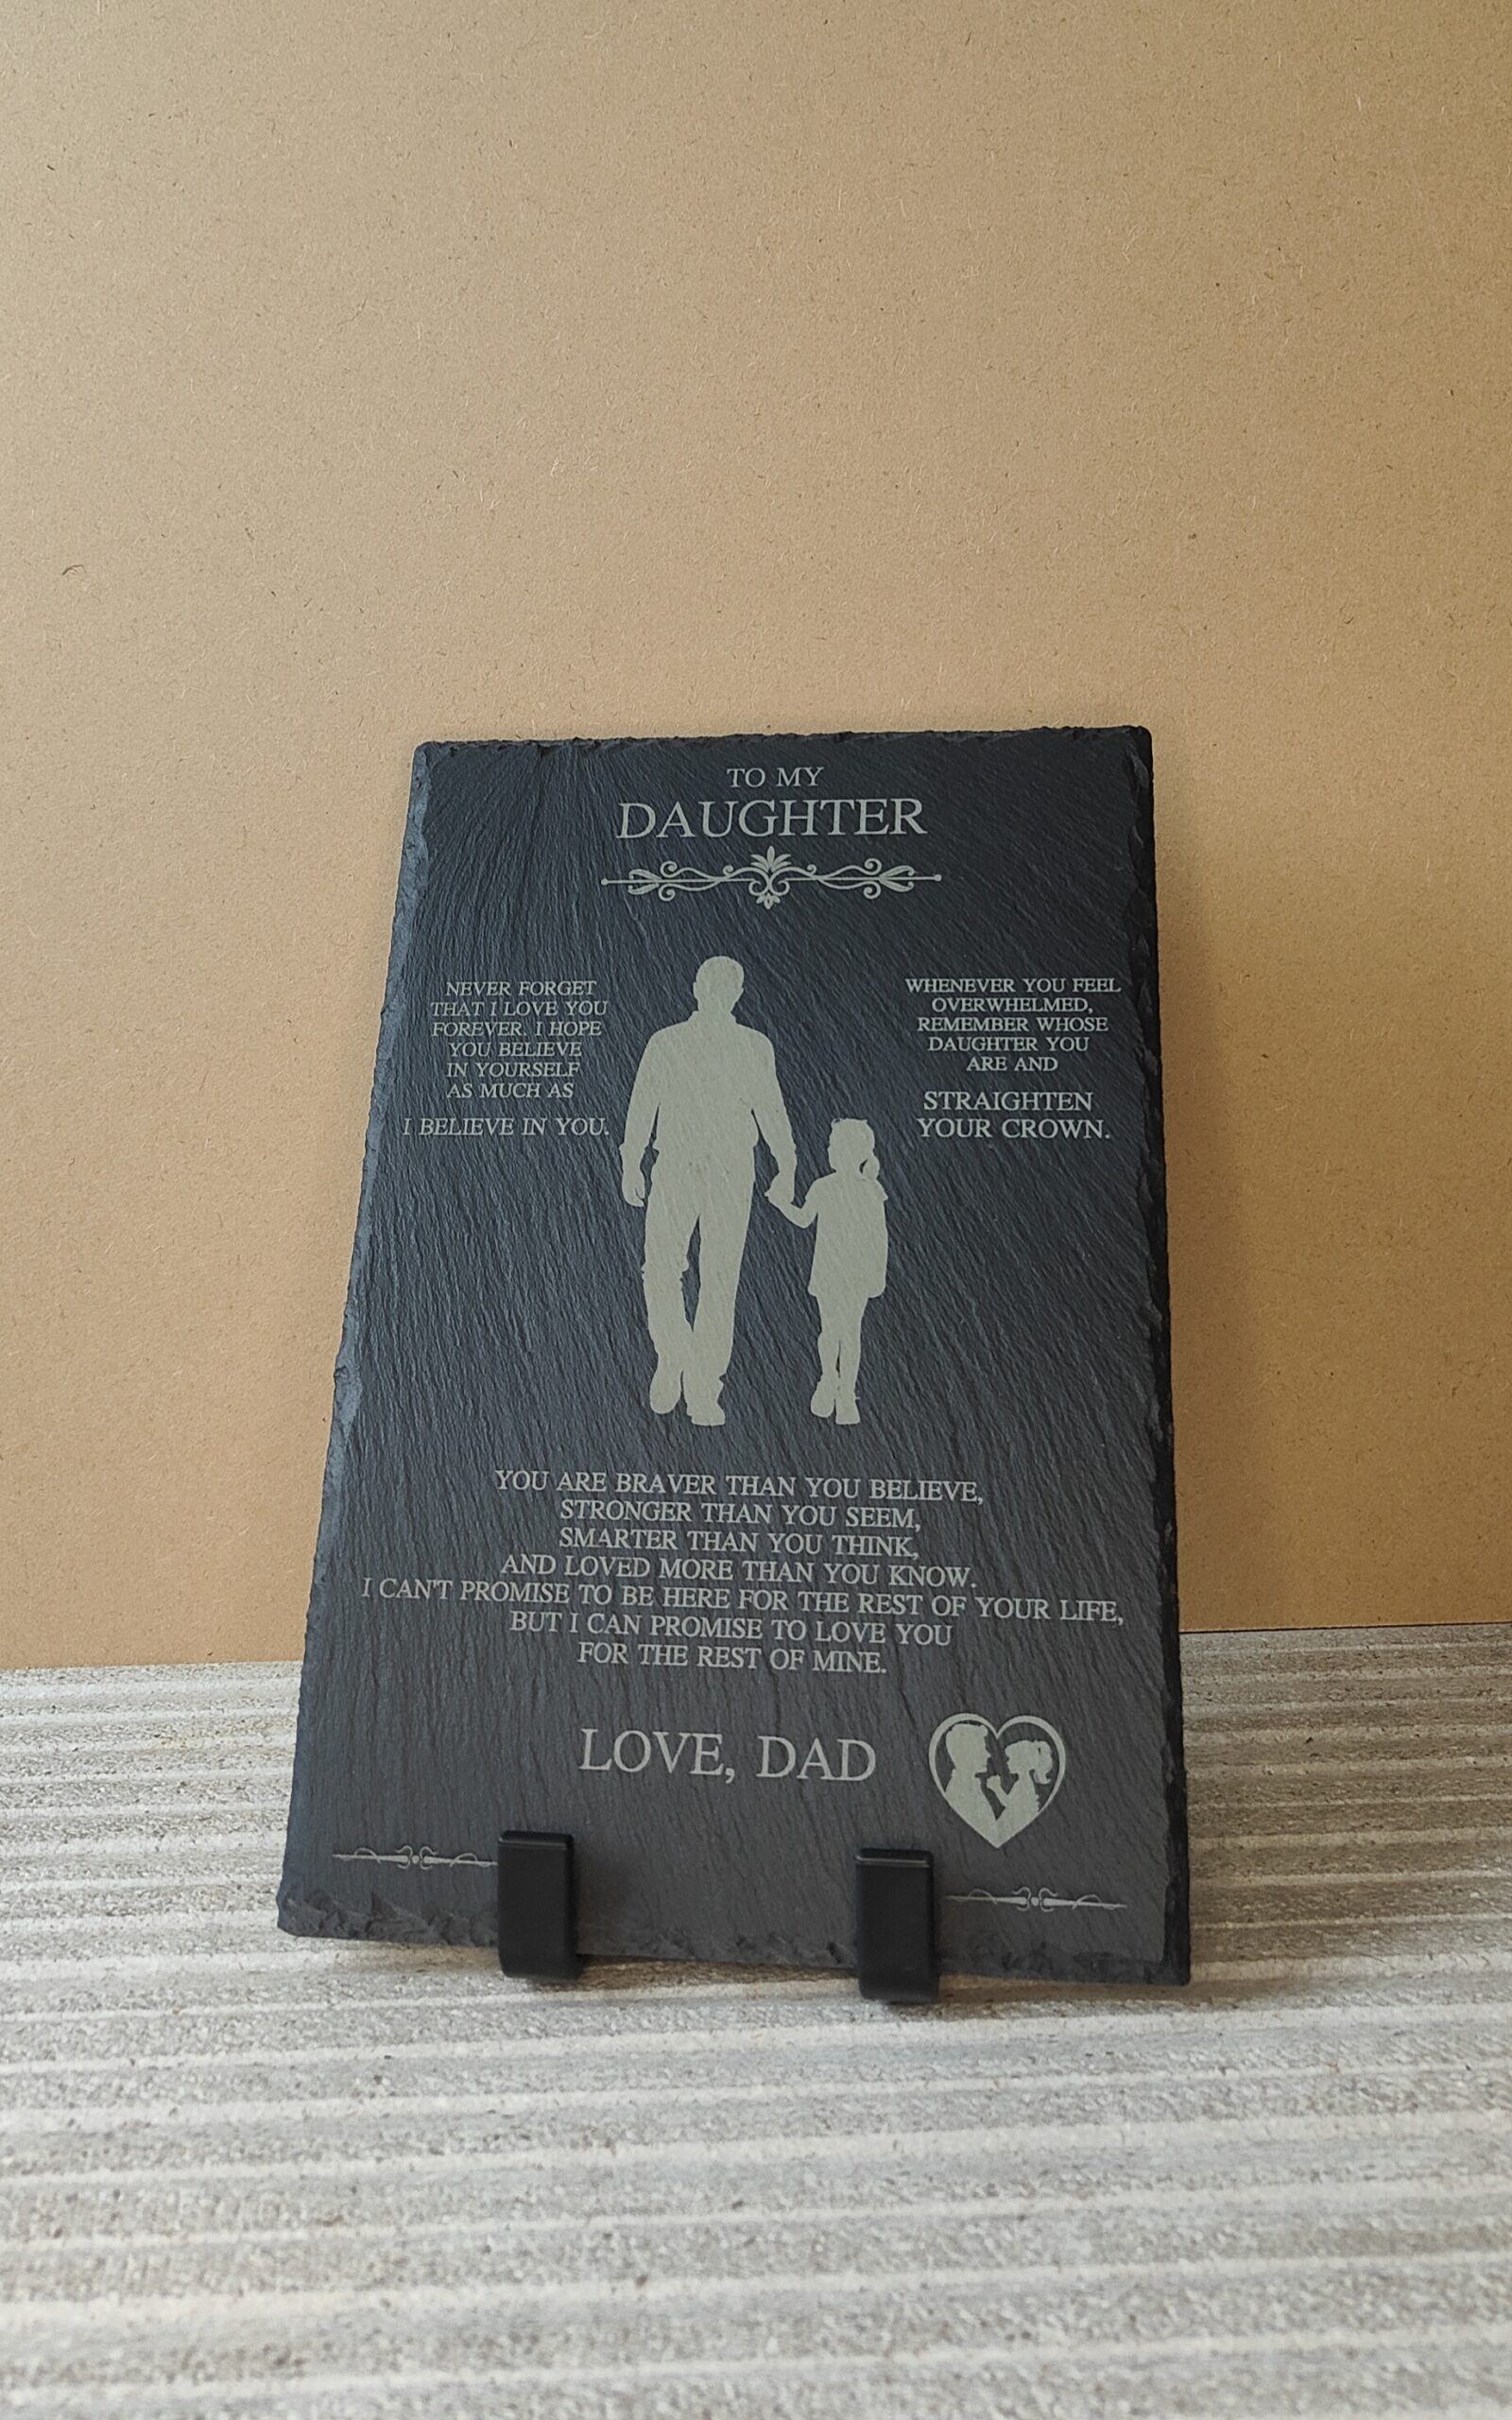 TO MY
DAUGHTER
NEVER FORGET
THAT I LOVE YOU
FOREVER. I HOPE
YOU BELIEVE
IN YOURSELF
AS MUCH AS
I BELIEVE IN YOU.
WHENEVER YOU FEEL
OVERWHELMED,
REMEMBER WHOSE
DAUGHTER YOU
ARE AND
STRAIGHTEN
YOUR CROWN.
YOU ARE BRAVER THAN YOU BELIEVE,
STRONGER THAN YOU SEEM,
SMARTER THAN YOU THINK,
AND LOVED MORE THAN YOU KNOW.
I CAN'T PROMISE TO BE HERE FOR THE REST OF YOUR LIFE,
BUT I CAN PROMISE TO LOVE YOU
FOR THE REST OF MINE.
LOVE, DAD